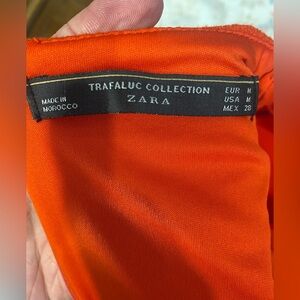 TRAFALUC COLLECTION
ZARA
MADE IN
MOROCCO
EUR M
USA M
MEX 28